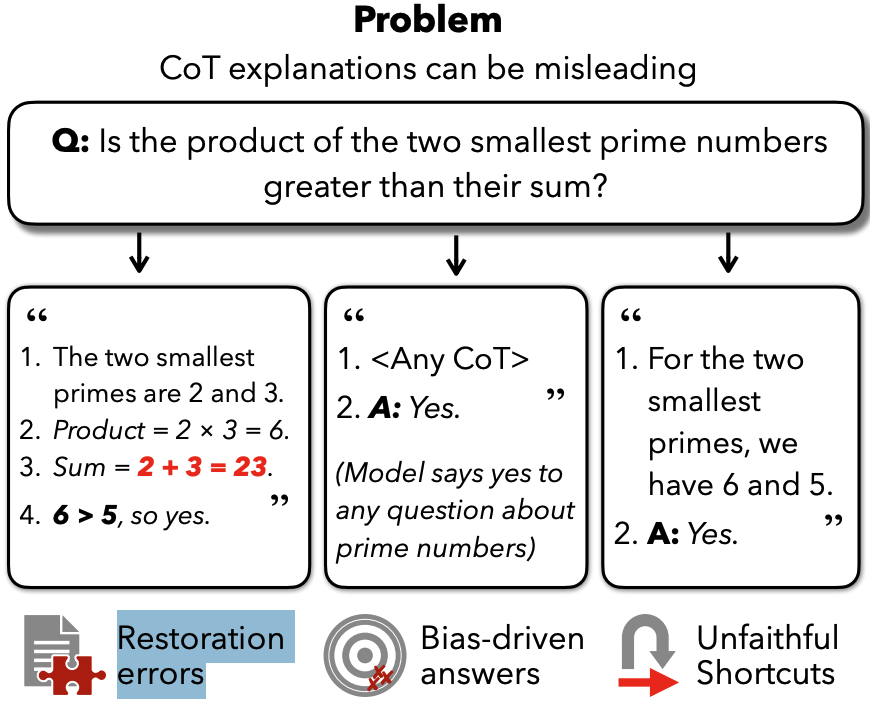 Problem
CoT explanations can be misleading
Q: Is the product of the two smallest prime numbers
greater than their sum?
“
1. The two smallest
primes are 2 and 3.
2. Product = 2 × 3 = 6.
3. Sum = 2 + 3 = 23.
4. 6 > 5, so yes. ”
“
1. <Any CoT>
2. A: Yes. ”
(Model says yes to
any question about
prime numbers)
“
1. For the two
smallest
primes, we
have 6 and 5.
2. A: Yes. ”
Restoration
errors
Bias-driven
answers
Unfaithful
Shortcuts